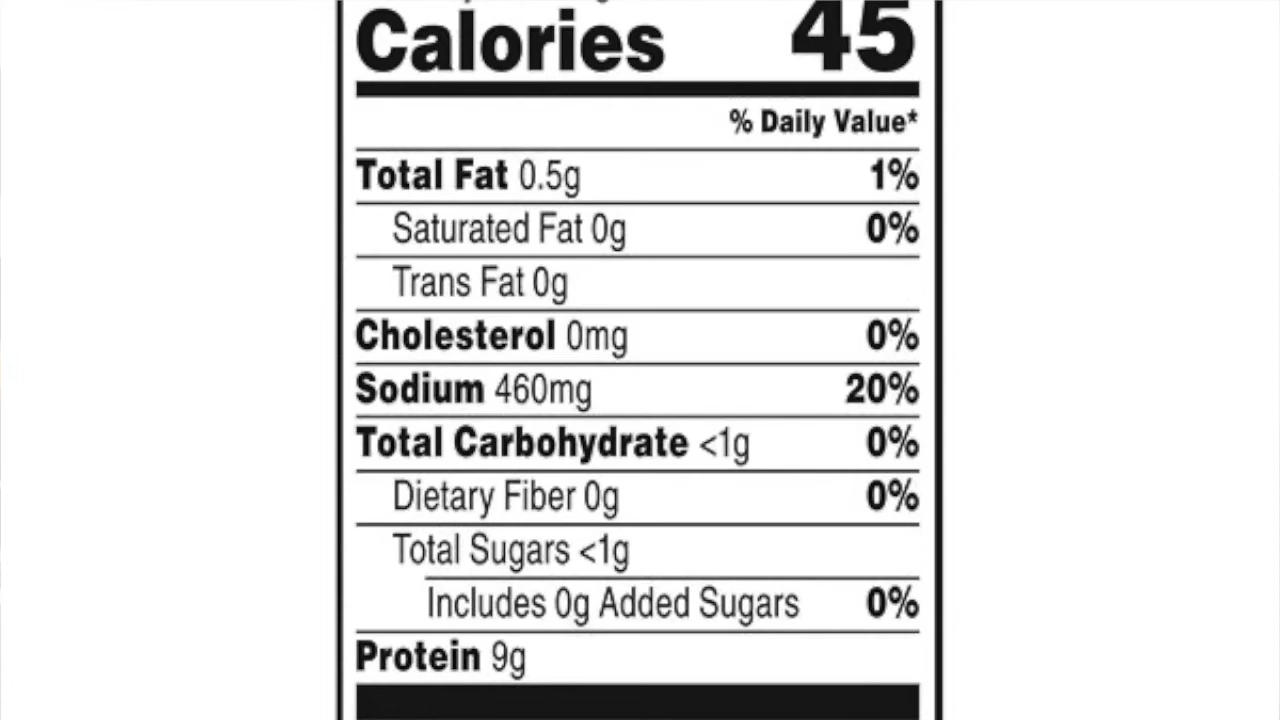 Calories 45
% Daily Value*
Total Fat 0.5g 1%
Saturated Fat 0g 0%
Trans Fat 0g
Cholesterol 0mg 0%
Sodium 460mg 20%
Total Carbohydrate <1g 0%
Dietary Fiber 0g 0%
Total Sugars <1g
Includes 0g Added Sugars 0%
Protein 9g